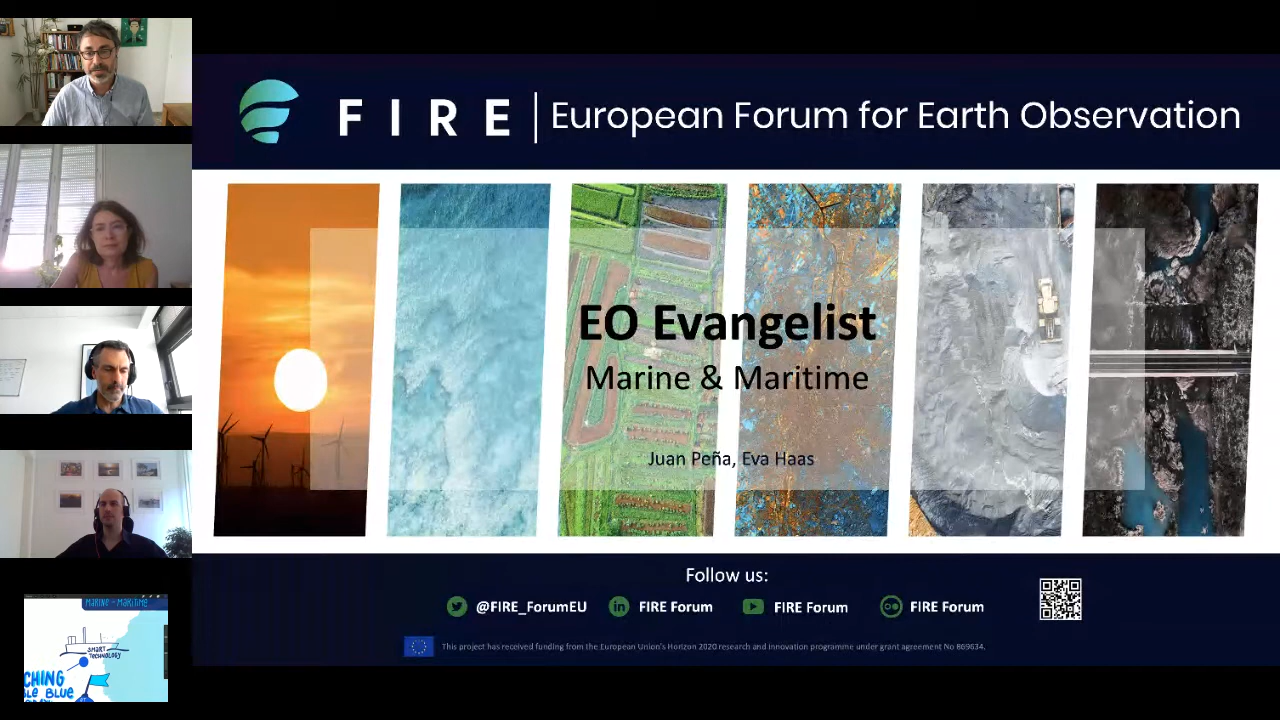 FIRE | European Forum for Earth Observation
EO Evangelist
Marine & Maritime
Juan Peña, Eva Haas
Follow us:
@FIRE_ForumEU FIRE Forum FIRE Forum FIRE Forum
This project has received funding from the European Union's Horizon 2020 research and innovation programme under grant agreement No 869634.
MARINE - MARITIME
SMART
TECHNOLOGY
CHING
LE BLUE